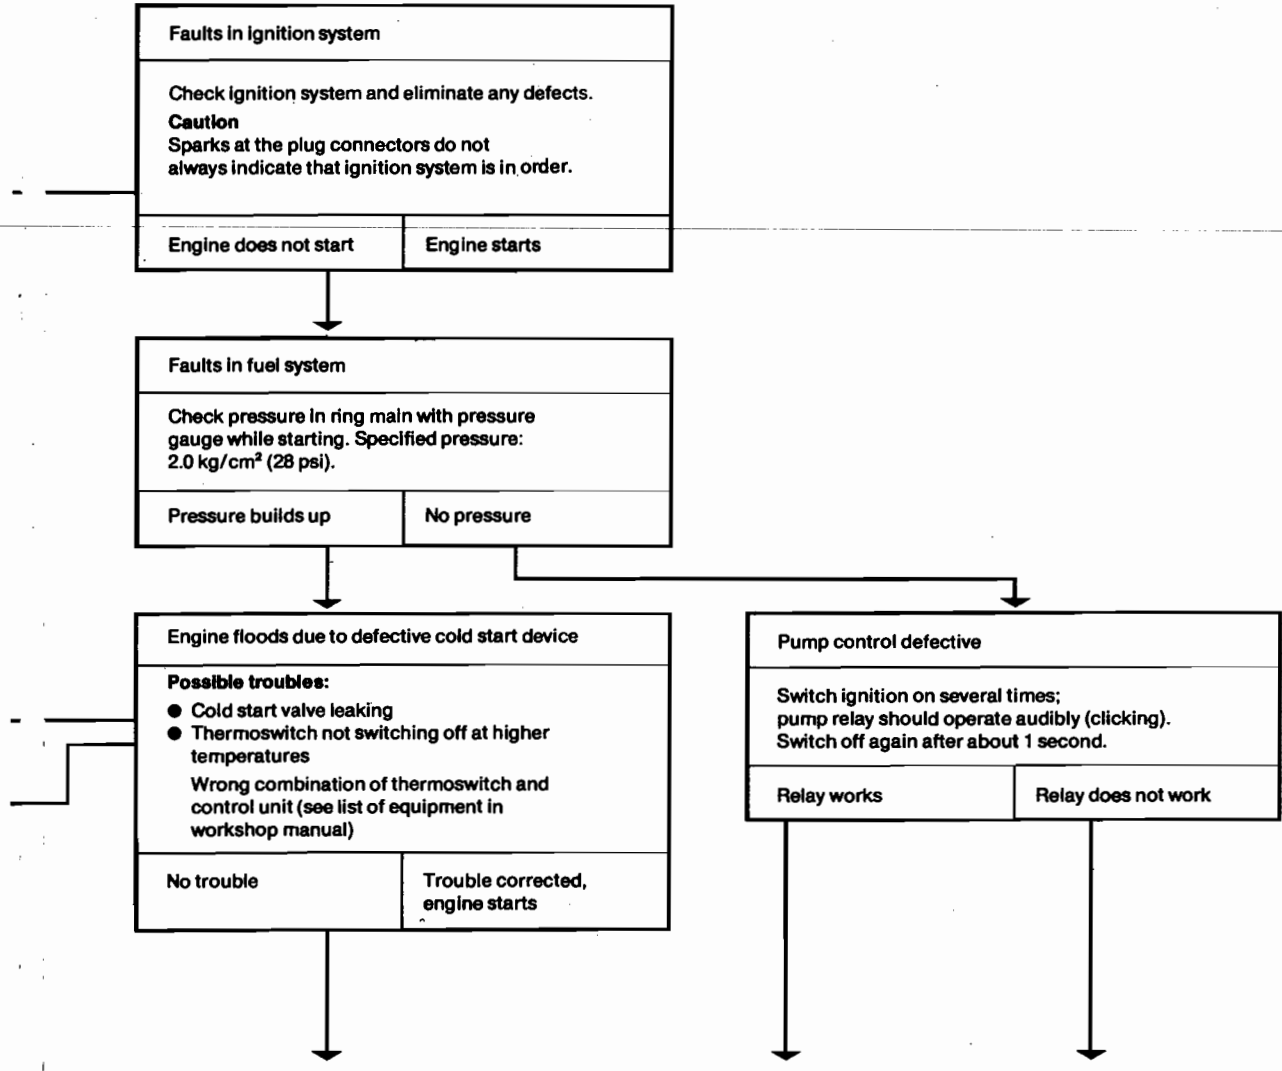 Faults in ignition system
Check ignition system and eliminate any defects.
Caution
Sparks at the plug connectors do not
always indicate that ignition system is in order.
Engine does not start
Engine starts
Faults in fuel system
Check pressure in ring main with pressure
gauge while starting. Specified pressure:
2.0 kg/cm² (28 psi).
Pressure builds up
No pressure
Engine floods due to defective cold start device
Possible troubles:
● Cold start valve leaking
● Thermoswitch not switching off at higher
temperatures
Wrong combination of thermoswitch and
control unit (see list of equipment in
workshop manual)
No trouble
Trouble corrected,
engine starts
Pump control defective
Switch ignition on several times;
pump relay should operate audibly (clicking).
Switch off again after about 1 second.
Relay works
Relay does not work